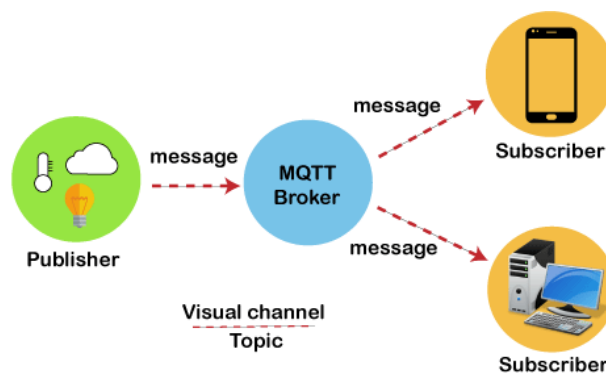 message
Subscriber
message
MQTT
Broker
Publisher
message
Visual channel
Topic
Subscriber